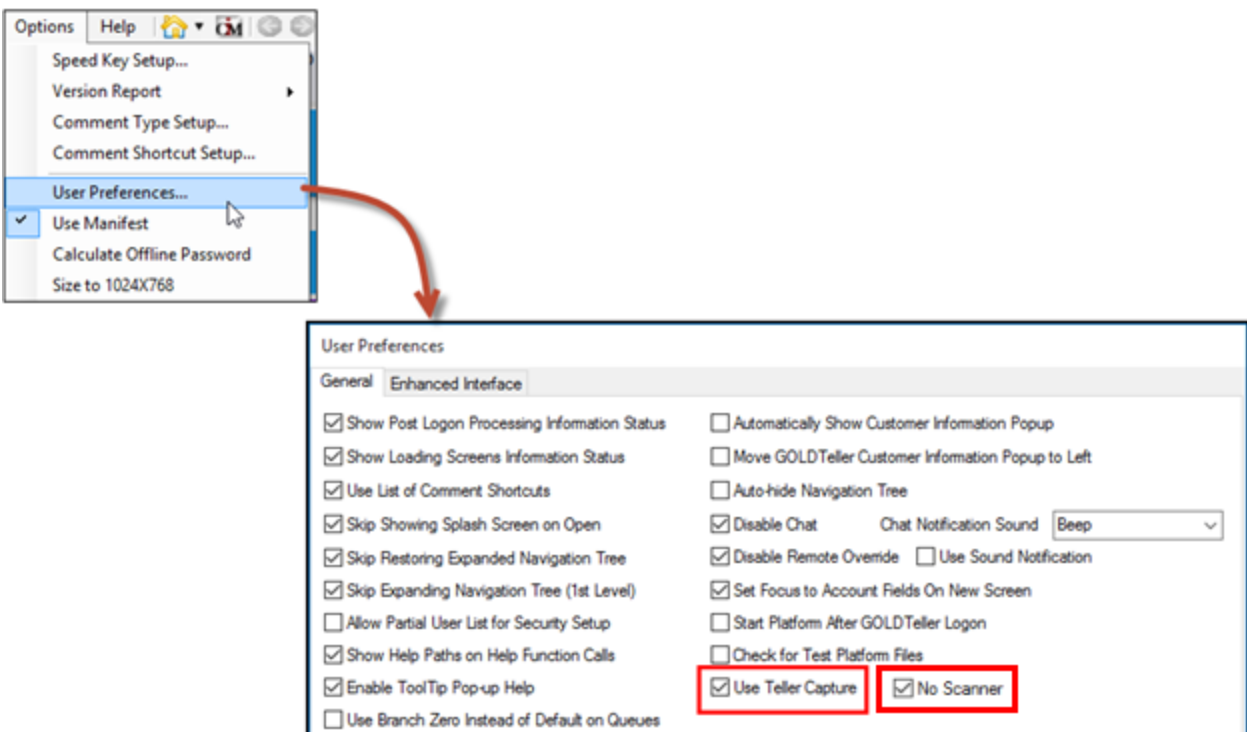 Options Help CIM
Speed Key Setup...
Version Report
Comment Type Setup...
Comment Shortcut Setup...
User Preferences...
Use Manifest
Calculate Offline Password
Size to 1024X768
User Preferences
General Enhanced Interface
Show Post Logon Processing Information Status Automatically Show Customer Information Popup
Show Loading Screens Information Status Move GOLDTeller Customer Information Popup to Left
Use List of Comment Shortcuts Auto-hide Navigation Tree
Skip Showing Splash Screen on Open Disable Chat Chat Notification Sound Beep
Skip Restoring Expanded Navigation Tree Disable Remote Override Use Sound Notification
Skip Expanding Navigation Tree (1st Level) Set Focus to Account Fields On New Screen
Allow Partial User List for Security Setup Start Platform After GOLDTeller Logon
Show Help Paths on Help Function Calls Check for Test Platform Files
Enable ToolTip Pop-up Help Use Teller Capture No Scanner
Use Branch Zero Instead of Default on Queues